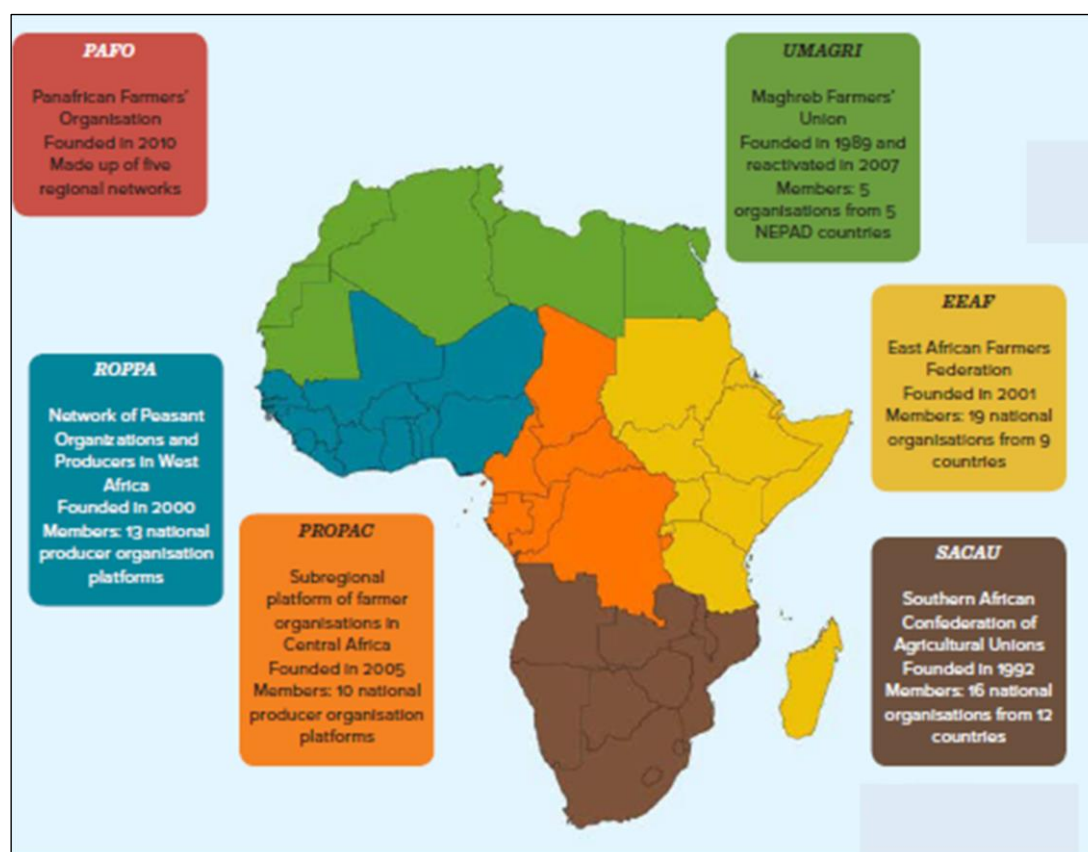 PAFO
Panafrican Farmers'
Organisation
Founded in 2010
Made up of five
regional networks
UMAGRI
Maghreb Farmers'
Union
Founded in 1989 and
reactivated in 2007
Members: 5
organisations from 5
NEPAD countries
EEAF
East African Farmers
Federation
Founded in 2001
Members: 19 national
organisations from 9
countries
ROPPA
Network of Peasant
Organizations and
Producers in West
Africa
Founded in 2000
Members: 13 national
producer organisation
platforms
PROPAC
Subregional
platform of farmer
organisations in
Central Africa
Founded in 2005
Members: 10 national
producer organisation
platforms
SACAU
Southern African
Confederation of
Agricultural Unions
Founded in 1992
Members: 16 national
organisations from 12
countries